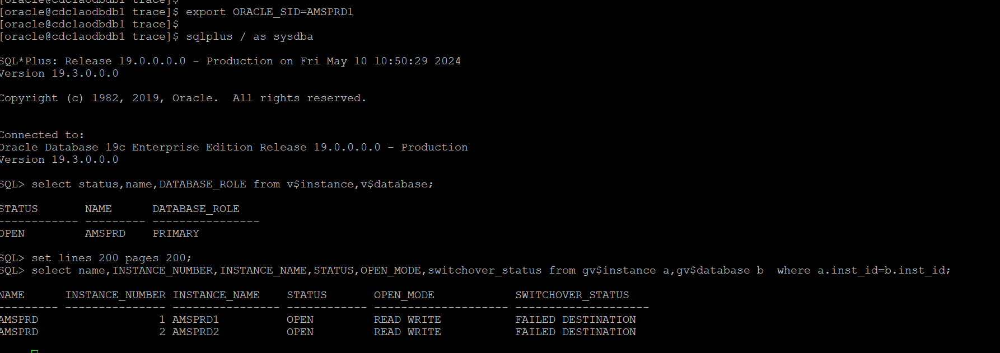 [oracle@cdc1aodbdb1 trace]$
[oracle@cdc1aodbdb1 trace]$ export ORACLE_SID=AMSPRD1
[oracle@cdc1aodbdb1 trace]$
[oracle@cdc1aodbdb1 trace]$ sqlplus / as sysdba
SQL*Plus: Release 19.0.0.0.0 - Production on Fri May 10 10:50:29 2024
Version 19.3.0.0.0
Copyright (c) 1982, 2019, Oracle.  All rights reserved.
Connected to:
Oracle Database 19c Enterprise Edition Release 19.0.0.0.0 - Production
Version 19.3.0.0.0
SQL> select status,name,DATABASE_ROLE from v$instance,v$database;
STATUS       NAME      DATABASE_ROLE
------------ --------- ----------------
OPEN         AMSPRD    PRIMARY
SQL> set lines 200 pages 200;
SQL> select name,INSTANCE_NUMBER,INSTANCE_NAME,STATUS,OPEN_MODE,switchover_status from gv$instance a,gv$database b  where a.inst_id=b.inst_id;
NAME      INSTANCE_NUMBER INSTANCE_NAME    STATUS       OPEN_MODE            SWITCHOVER_STATUS
--------- --------------- ---------------- ------------ -------------------- --------------------
AMSPRD                  1 AMSPRD1          OPEN         READ WRITE           FAILED DESTINATION
AMSPRD                  2 AMSPRD2          OPEN         READ WRITE           FAILED DESTINATION